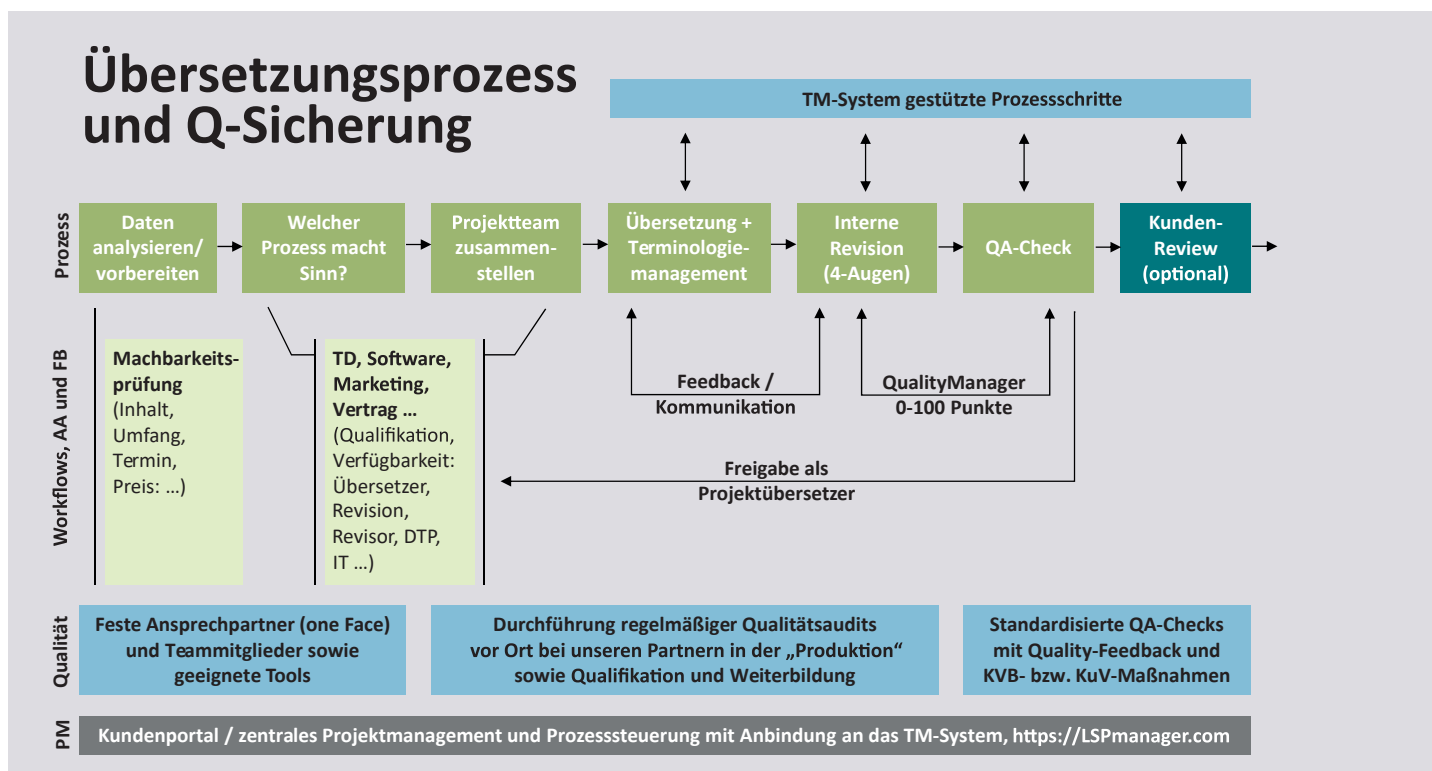 Übersetzungsprozess
und Q-Sicherung
TM-System gestützte Prozessschritte
Prozess
Daten
analysieren/
vorbereiten
Welcher
Prozess macht
Sinn?
Projektteam
zusammen-
stellen
Übersetzung +
Terminologie-
management
Interne
Revision
(4-Augen)
QA-Check
Kunden-
Review
(optional)
Workflows, AA und FB
Machbarkeits-
prüfung
(Inhalt,
Umfang,
Termin,
Preis: ...)
TD, Software,
Marketing,
Vertrag ...
(Qualifikation,
Verfügbarkeit:
Übersetzer,
Revision,
Revisor, DTP,
IT ...)
Feedback /
Kommunikation
QualityManager
0-100 Punkte
Freigabe als
Projektübersetzer
Qualität
Feste Ansprechpartner (one Face)
und Teammitglieder sowie
geeignete Tools
Durchführung regelmäßiger Qualitätsaudits
vor Ort bei unseren Partnern in der „Produktion“
sowie Qualifikation und Weiterbildung
Standardisierte QA-Checks
mit Quality-Feedback und
KVB- bzw. KuV-Maßnahmen
PM
Kundenportal / zentrales Projektmanagement und Prozesssteuerung mit Anbindung an das TM-System, https://LSPmanager.com